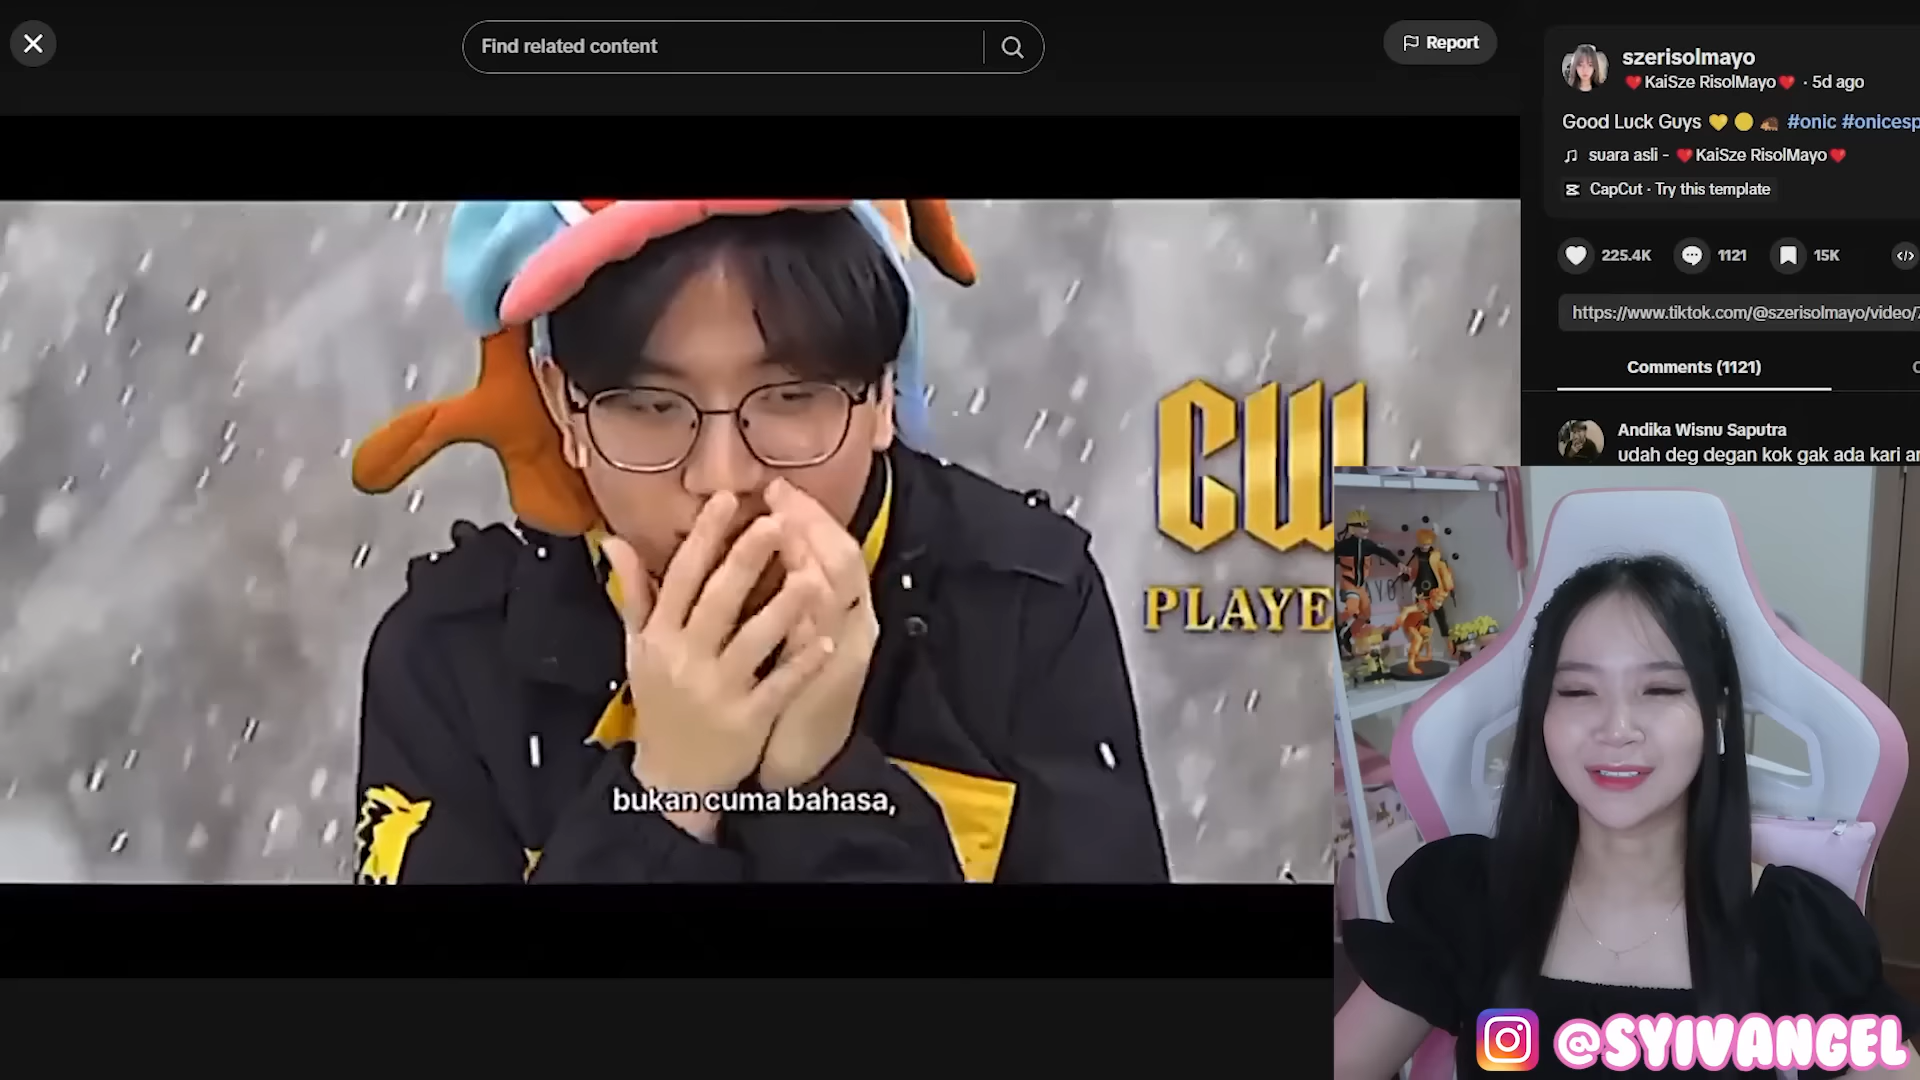 Find related content
Report
szerisolmayo
❤️KaiSze RisolMayo❤️ · 5d ago
Good Luck Guys 💛 🟡 🦔 #onic #onicesp
suara asli - ❤️KaiSze RisolMayo❤️
CapCut · Try this template
225.4K
1121
15K
https://www.tiktok.com/@szerisolmayo/video/7
Comments (1121)
Andika Wisnu Saputra
udah deg degan kok gak ada kari
CW
PLAYE
bukan cuma bahasa,
@SYIVANGEL